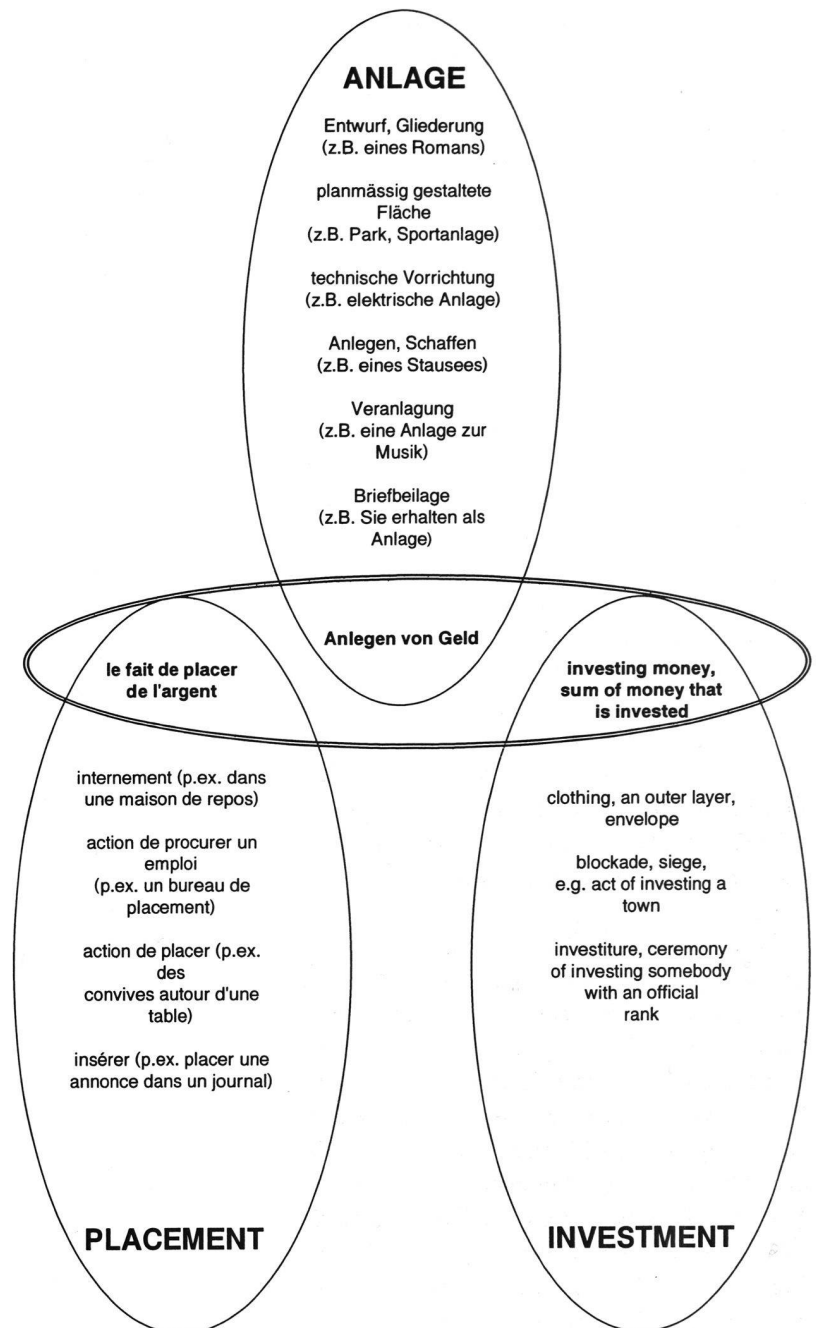 ANLAGE
Entwurf, Gliederung
(z.B. eines Romans)
planmässig gestaltete
Fläche
(z.B. Park, Sportanlage)
technische Vorrichtung
(z.B. elektrische Anlage)
Anlegen, Schaffen
(z.B. eines Stausees)
Veranlagung
(z.B. eine Anlage zur
Musik)
Briefbeilage
(z.B. Sie erhalten als
Anlage)
Anlegen von Geld
le fait de placer
de l'argent
investing money,
sum of money that
is invested
internement (p.ex. dans
une maison de repos)
action de procurer un
emploi
(p.ex. un bureau de
placement)
action de placer (p.ex.
des
convives autour d'une
table)
insérer (p.ex. placer une
annonce dans un journal)
PLACEMENT
clothing, an outer layer,
envelope
blockade, siege,
e.g. act of investing a
town
investiture, ceremony
of investing somebody
with an official
rank
INVESTMENT